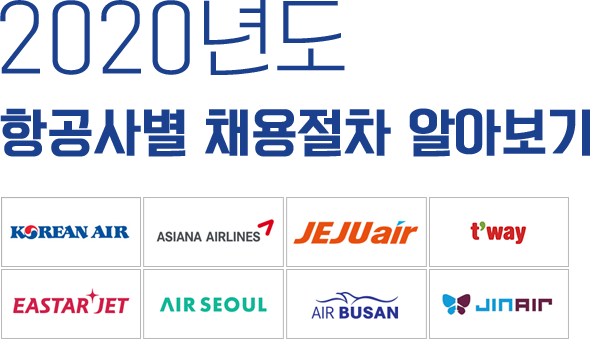 2020년도
항공사별 채용절차 알아보기
KOREAN AIR
ASIANA AIRLINES
JEJUair
t'way
EASTAR JET
AIR SEOUL
AIR BUSAN
JINAIR